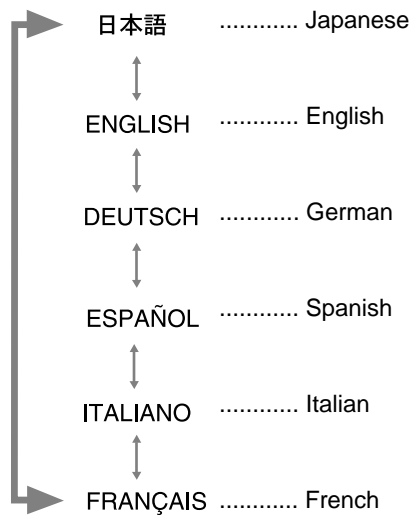 日本語 ............ Japanese
ENGLISH ............ English
DEUTSCH ............ German
ESPAÑOL ............ Spanish
ITALIANO ............ Italian
FRANÇAIS ............ French